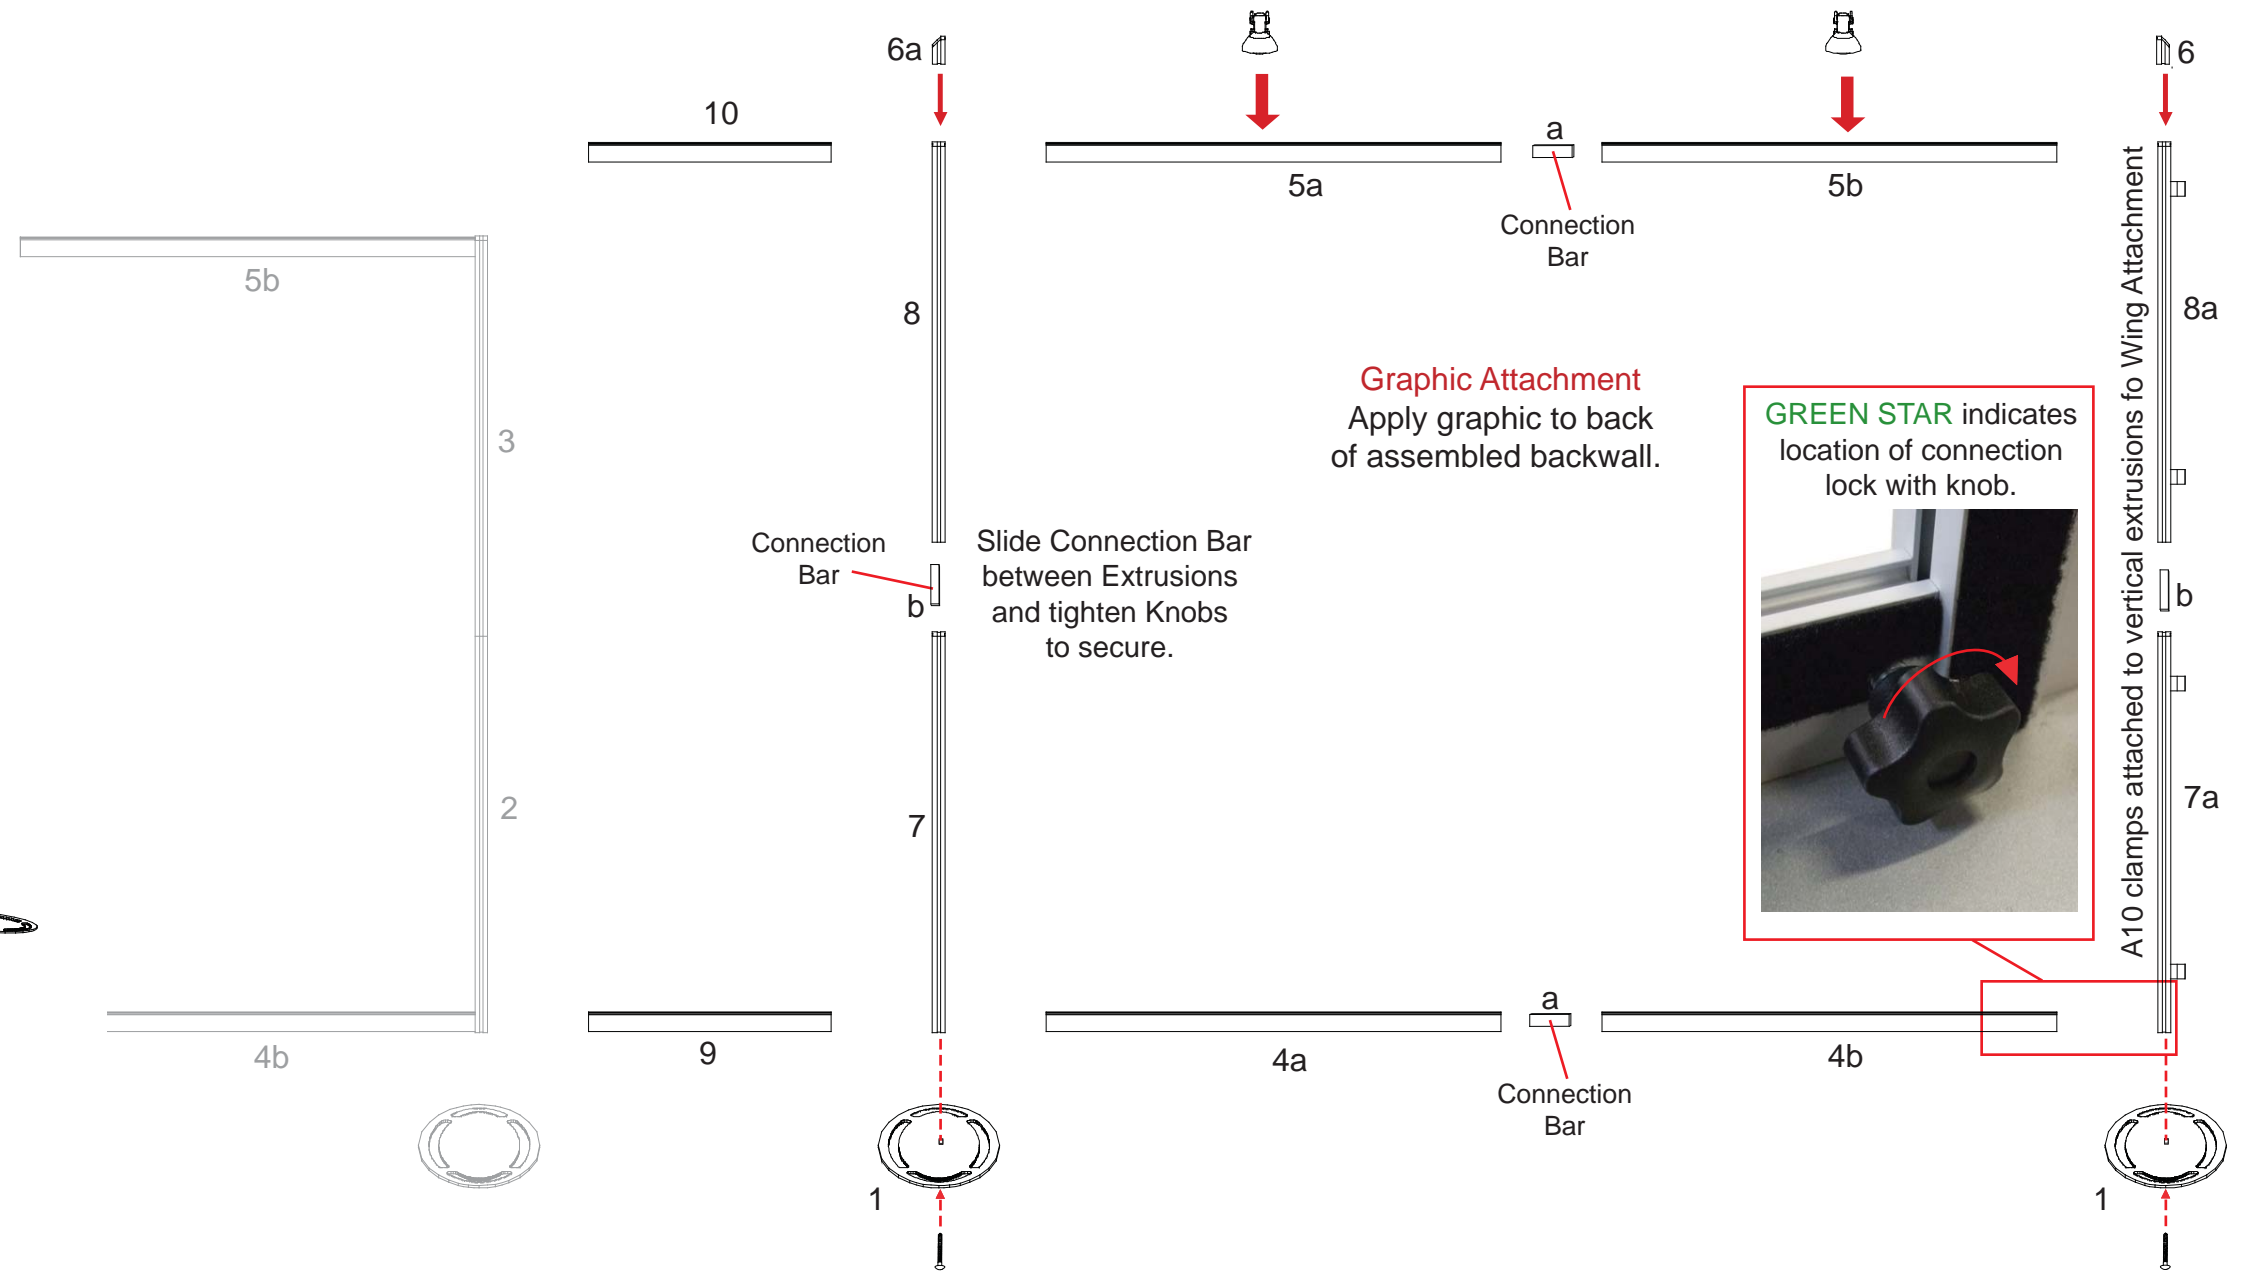 6a
6
10
a
5a
5b
Connection
Bar
5b
8
8a
A10 clamps attached to vertical extrusions fo Wing Attachment
Graphic Attachment
Apply graphic to back
of assembled backwall.
GREEN STAR indicates
location of connection
lock with knob.
3
Connection
Bar
b
Slide Connection Bar
between Extrusions
and tighten Knobs
to secure.
b
2
7
7a
a
4b
9
4a
4b
Connection
Bar
1
1